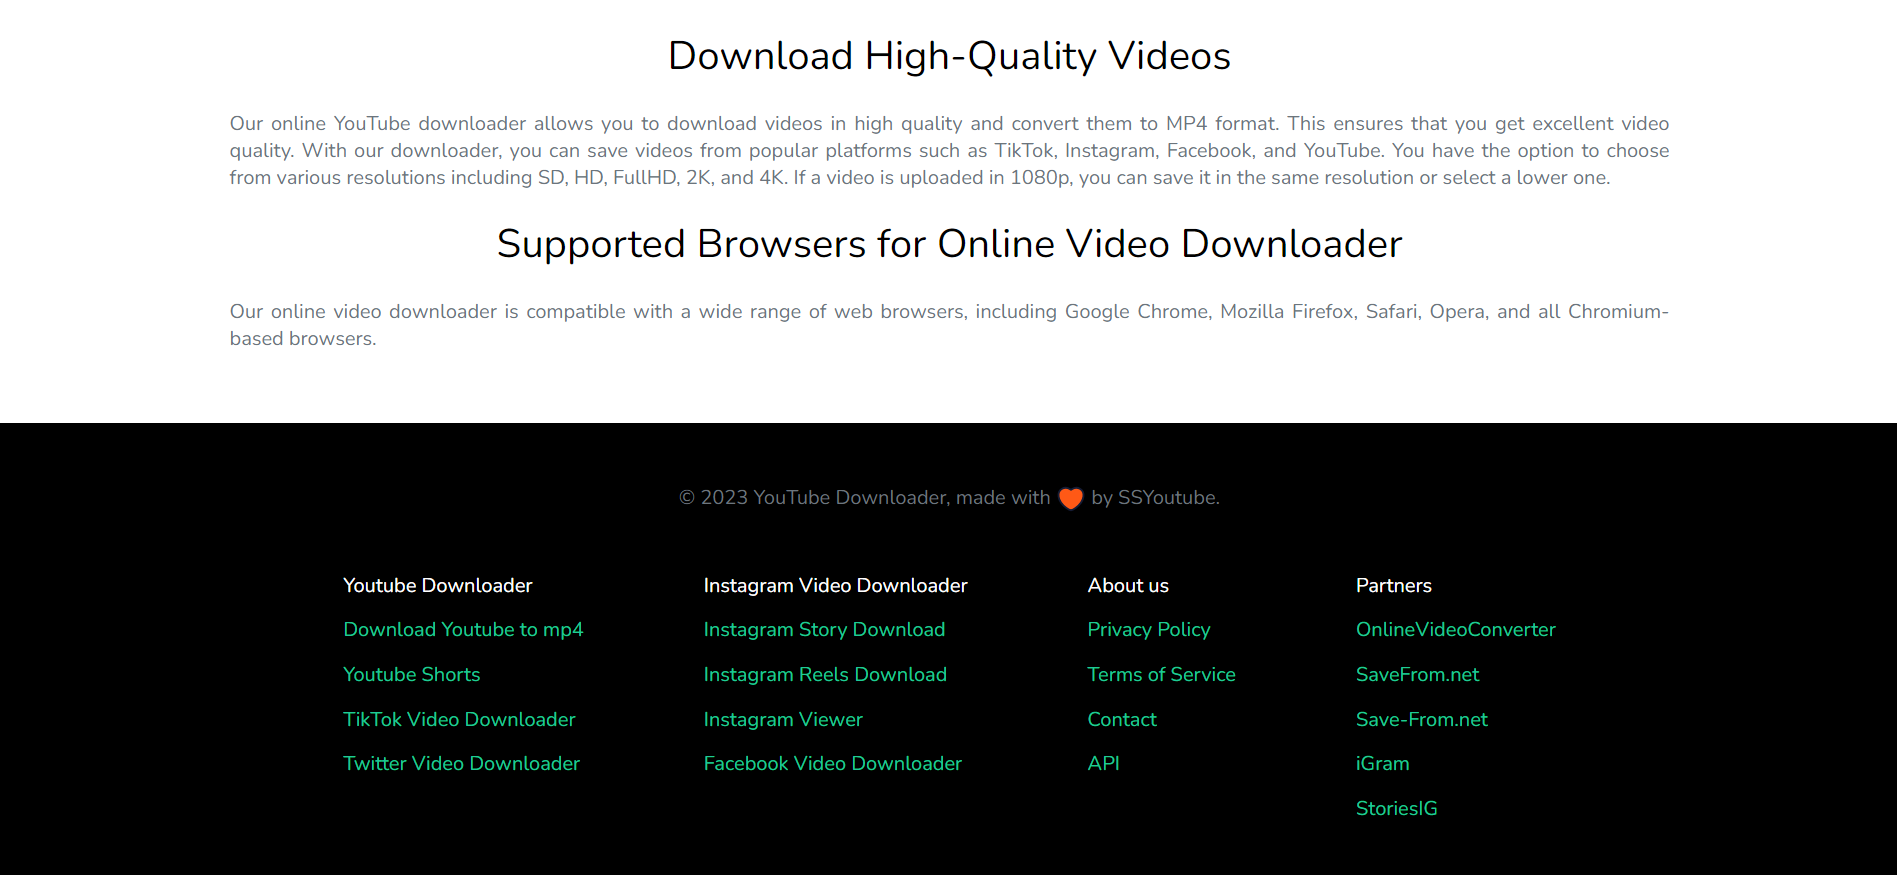 Download High-Quality Videos
Our online YouTube downloader allows you to download videos in high quality and convert them to MP4 format. This ensures that you get excellent video
quality. With our downloader, you can save videos from popular platforms such as TikTok, Instagram, Facebook, and YouTube. You have the option to choose
from various resolutions including SD, HD, FullHD, 2K, and 4K. If a video is uploaded in 1080p, you can save it in the same resolution or select a lower one.
Supported Browsers for Online Video Downloader
Our online video downloader is compatible with a wide range of web browsers, including Google Chrome, Mozilla Firefox, Safari, Opera, and all Chromium-
based browsers.
© 2023 YouTube Downloader, made with 🧡 by SSYoutube.
Youtube Downloader
Download Youtube to mp4
Youtube Shorts
TikTok Video Downloader
Twitter Video Downloader
Instagram Video Downloader
Instagram Story Download
Instagram Reels Download
Instagram Viewer
Facebook Video Downloader
About us
Privacy Policy
Terms of Service
Contact
API
Partners
OnlineVideoConverter
SaveFrom.net
Save-From.net
iGram
StoriesIG